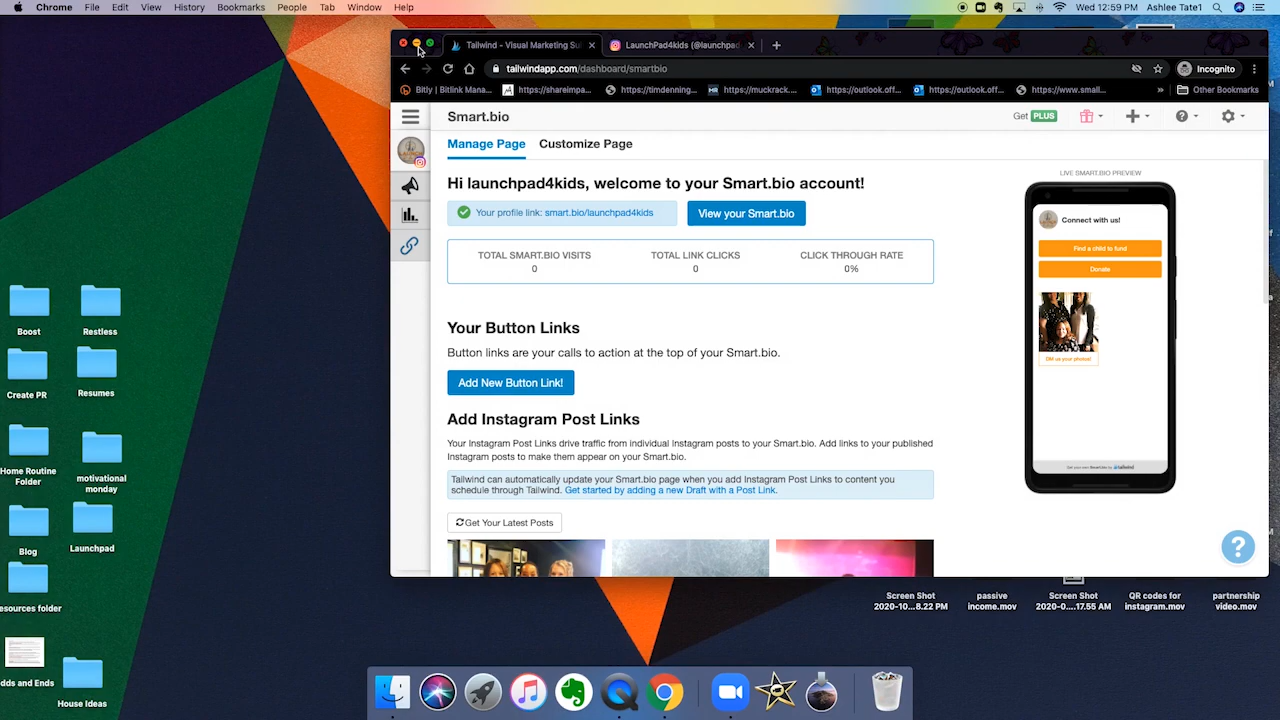 Chrome File Edit View History Bookmarks People Tab Window Help
Wed 12:59 PM Ashlee Tate1
Tailwind - Visual Marketing Su
LaunchPad4kids (@launchpad
tailwindapp.com/dashboard/smartbio
Incognito
Bitly | Bitlink Mana...
https://shareimpa...
https://timdenning...
https://muckrack....
https://outlook.off...
https://outlook.off...
https://www.small...
Other Bookmarks
Smart.bio
Get PLUS
Manage Page
Customize Page
Hi launchpad4kids, welcome to your Smart.bio account!
Your profile link: smart.bio/launchpad4kids
View your Smart.bio
TOTAL SMART.BIO VISITS
0
TOTAL LINK CLICKS
0
CLICK THROUGH RATE
0%
Your Button Links
Button links are your calls to action at the top of your Smart.bio.
Add New Button Link!
Add Instagram Post Links
Your Instagram Post Links drive traffic from individual Instagram posts to your Smart.bio. Add links to your published
Instagram posts to make them appear on your Smart.bio.
Tailwind can automatically update your Smart.bio page when you add Instagram Post Links to content you
schedule through Tailwind. Get started by adding a new Draft with a Post Link.
Get Your Latest Posts
LIVE SMART.BIO PREVIEW
Connect with us!
Find a child to fund
Donate
DM us your photos!
Get your own Smart.bio by tailwind
Boost
Restless
Create PR
Resumes
Home Routine
Folder
motivational
monday
Blog
Launchpad
esources folder
dds and Ends
House Ideas
Screen Shot
2020-10...8.22 PM
passive
income.mov
Screen Shot
2020-0....17.55 AM
QR codes for
instagram.mov
partnership
video.mov